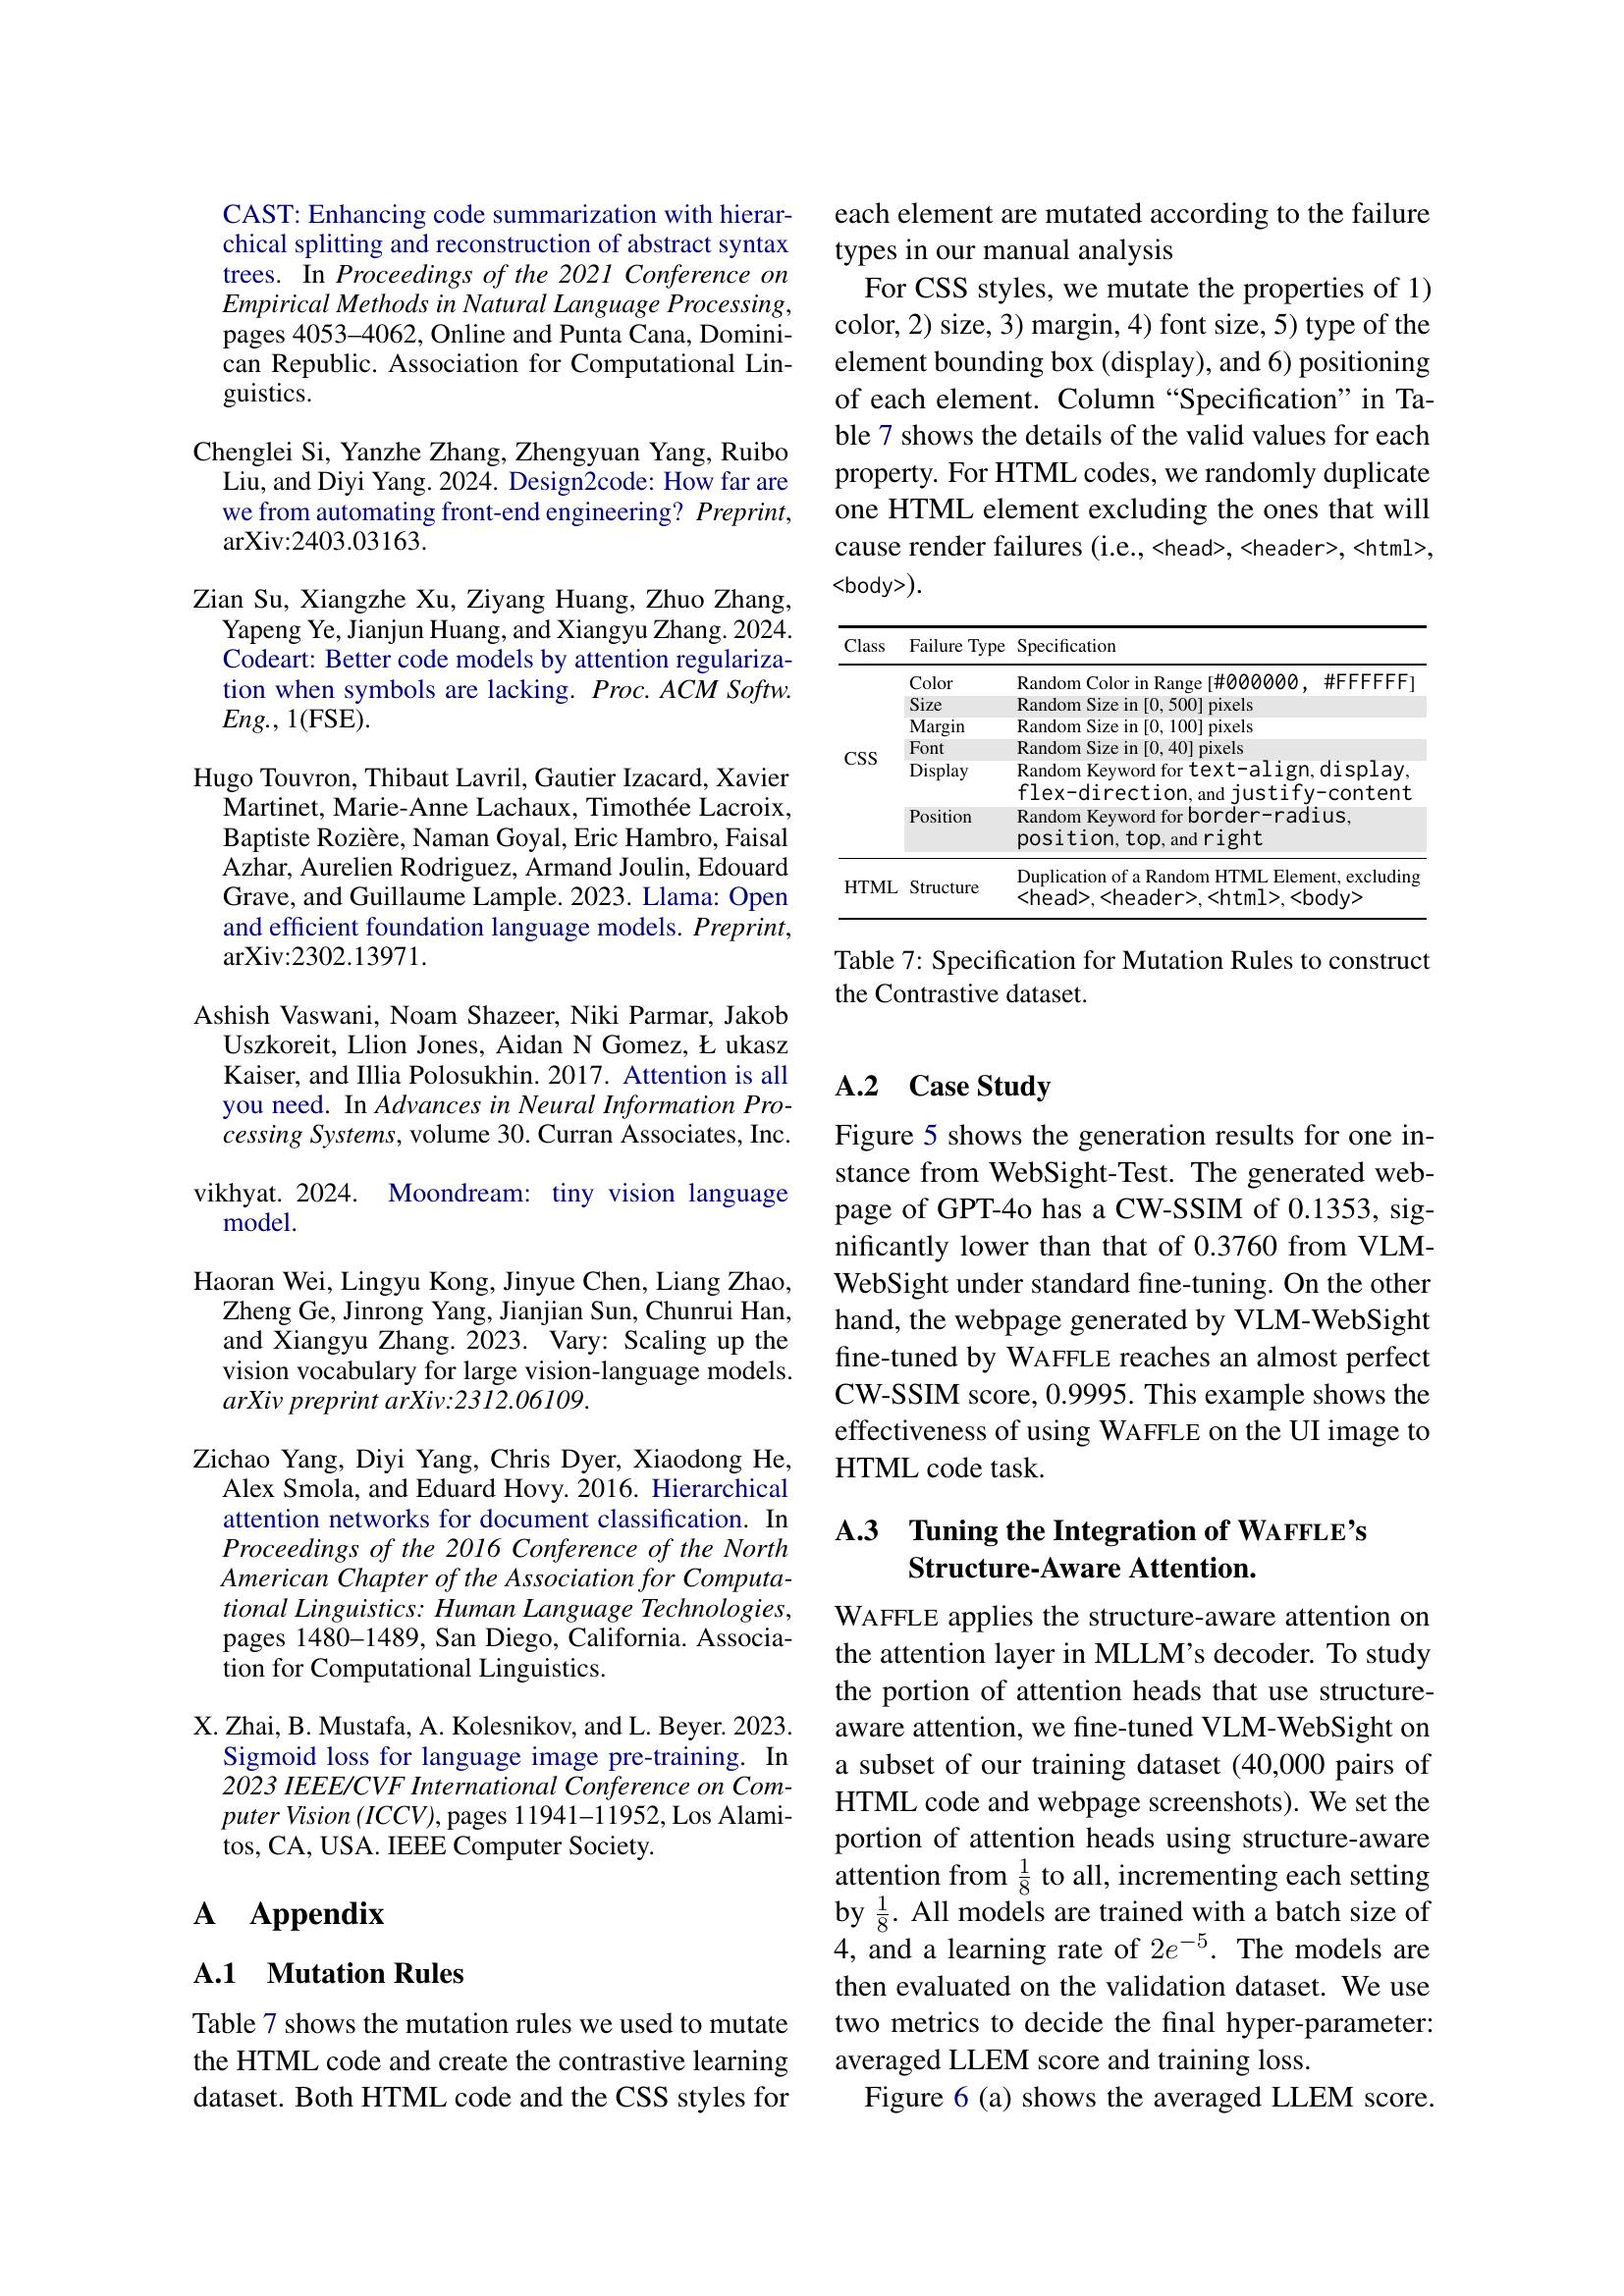 CAST: Enhancing code summarization with hierar-
chical splitting and reconstruction of abstract syntax
trees. In Proceedings of the 2021 Conference on
Empirical Methods in Natural Language Processing,
pages 4053–4062, Online and Punta Cana, Domini-
can Republic. Association for Computational Lin-
guistics.
Chenglei Si, Yanzhe Zhang, Zhengyuan Yang, Ruibo
Liu, and Diyi Yang. 2024. Design2code: How far are
we from automating front-end engineering? Preprint,
arXiv:2403.03163.
Zian Su, Xiangzhe Xu, Ziyang Huang, Zhuo Zhang,
Yapeng Ye, Jianjun Huang, and Xiangyu Zhang. 2024.
Codeart: Better code models by attention regulariza-
tion when symbols are lacking. Proc. ACM Softw.
Eng., 1(FSE).
Hugo Touvron, Thibaut Lavril, Gautier Izacard, Xavier
Martinet, Marie-Anne Lachaux, Timothée Lacroix,
Baptiste Rozière, Naman Goyal, Eric Hambro, Faisal
Azhar, Aurelien Rodriguez, Armand Joulin, Edouard
Grave, and Guillaume Lample. 2023. Llama: Open
and efficient foundation language models. Preprint,
arXiv:2302.13971.
Ashish Vaswani, Noam Shazeer, Niki Parmar, Jakob
Uszkoreit, Llion Jones, Aidan N Gomez, Ł ukasz
Kaiser, and Illia Polosukhin. 2017. Attention is all
you need. In Advances in Neural Information Pro-
cessing Systems, volume 30. Curran Associates, Inc.
vikhyat. 2024. Moondream: tiny vision language
model.
Haoran Wei, Lingyu Kong, Jinyue Chen, Liang Zhao,
Zheng Ge, Jinrong Yang, Jianjian Sun, Chunrui Han,
and Xiangyu Zhang. 2023. Vary: Scaling up the
vision vocabulary for large vision-language models.
arXiv preprint arXiv:2312.06109.
Zichao Yang, Diyi Yang, Chris Dyer, Xiaodong He,
Alex Smola, and Eduard Hovy. 2016. Hierarchical
attention networks for document classification. In
Proceedings of the 2016 Conference of the North
American Chapter of the Association for Computa-
tional Linguistics: Human Language Technologies,
pages 1480–1489, San Diego, California. Associa-
tion for Computational Linguistics.
X. Zhai, B. Mustafa, A. Kolesnikov, and L. Beyer. 2023.
Sigmoid loss for language image pre-training. In
2023 IEEE/CVF International Conference on Com-
puter Vision (ICCV), pages 11941–11952, Los Alami-
tos, CA, USA. IEEE Computer Society.
A Appendix
A.1 Mutation Rules
Table 7 shows the mutation rules we used to mutate
the HTML code and create the contrastive learning
dataset. Both HTML code and the CSS styles for
each element are mutated according to the failure
types in our manual analysis
For CSS styles, we mutate the properties of 1)
color, 2) size, 3) margin, 4) font size, 5) type of the
element bounding box (display), and 6) positioning
of each element. Column “Specification” in Ta-
ble 7 shows the details of the valid values for each
property. For HTML codes, we randomly duplicate
one HTML element excluding the ones that will
cause render failures (i.e., <head>, <header>, <html>,
<body>).
Class Failure Type Specification
Color Random Color in Range [#000000, #FFFFFF]
Size Random Size in [0, 500] pixels
Margin Random Size in [0, 100] pixels
Font Random Size in [0, 40] pixels
CSS
Display Random Keyword for text-align, display,
flex-direction, and justify-content
Position Random Keyword for border-radius,
position, top, and right
HTML Structure Duplication of a Random HTML Element, excluding
<head>, <header>, <html>, <body>
Table 7: Specification for Mutation Rules to construct
the Contrastive dataset.
A.2 Case Study
Figure 5 shows the generation results for one in-
stance from WebSight-Test. The generated web-
page of GPT-4o has a CW-SSIM of 0.1353, sig-
nificantly lower than that of 0.3760 from VLM-
WebSight under standard fine-tuning. On the other
hand, the webpage generated by VLM-WebSight
fine-tuned by WAFFLE reaches an almost perfect
CW-SSIM score, 0.9995. This example shows the
effectiveness of using WAFFLE on the UI image to
HTML code task.
A.3 Tuning the Integration of WAFFLE’s
Structure-Aware Attention.
WAFFLE applies the structure-aware attention on
the attention layer in MLLM’s decoder. To study
the portion of attention heads that use structure-
aware attention, we fine-tuned VLM-WebSight on
a subset of our training dataset (40,000 pairs of
HTML code and webpage screenshots). We set the
portion of attention heads using structure-aware
attention from 1/8 to all, incrementing each setting
by 1/8. All models are trained with a batch size of
4, and a learning rate of 2e⁻⁵. The models are
then evaluated on the validation dataset. We use
two metrics to decide the final hyper-parameter:
averaged LLEM score and training loss.
Figure 6 (a) shows the averaged LLEM score.